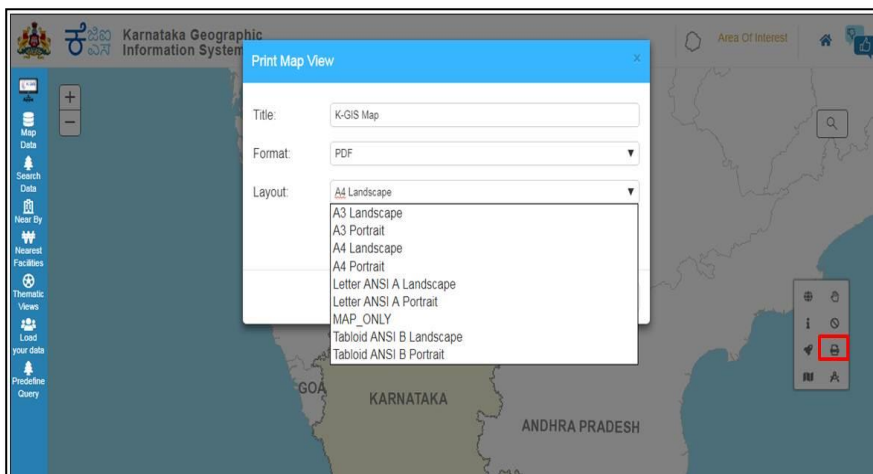 Karnataka Geographic
Information System
ಕೆ
ಜಿಐ
ಎಸ್
Area Of Interest
Print Map View
x
Title:
K-GIS Map
Format:
PDF
Layout:
A4 Landscape
A3 Landscape
A3 Portrait
A4 Landscape
A4 Portrait
Letter ANSI A Landscape
Letter ANSI A Portrait
MAP_ONLY
Tabloid ANSI B Landscape
Tabloid ANSI B Portrait
+
−
Map
Data
Search
Data
Near By
Nearest
Facilities
Thematic
Views
Load
your data
Predefine
Query
GOA
KARNATAKA
ANDHRA PRADESH